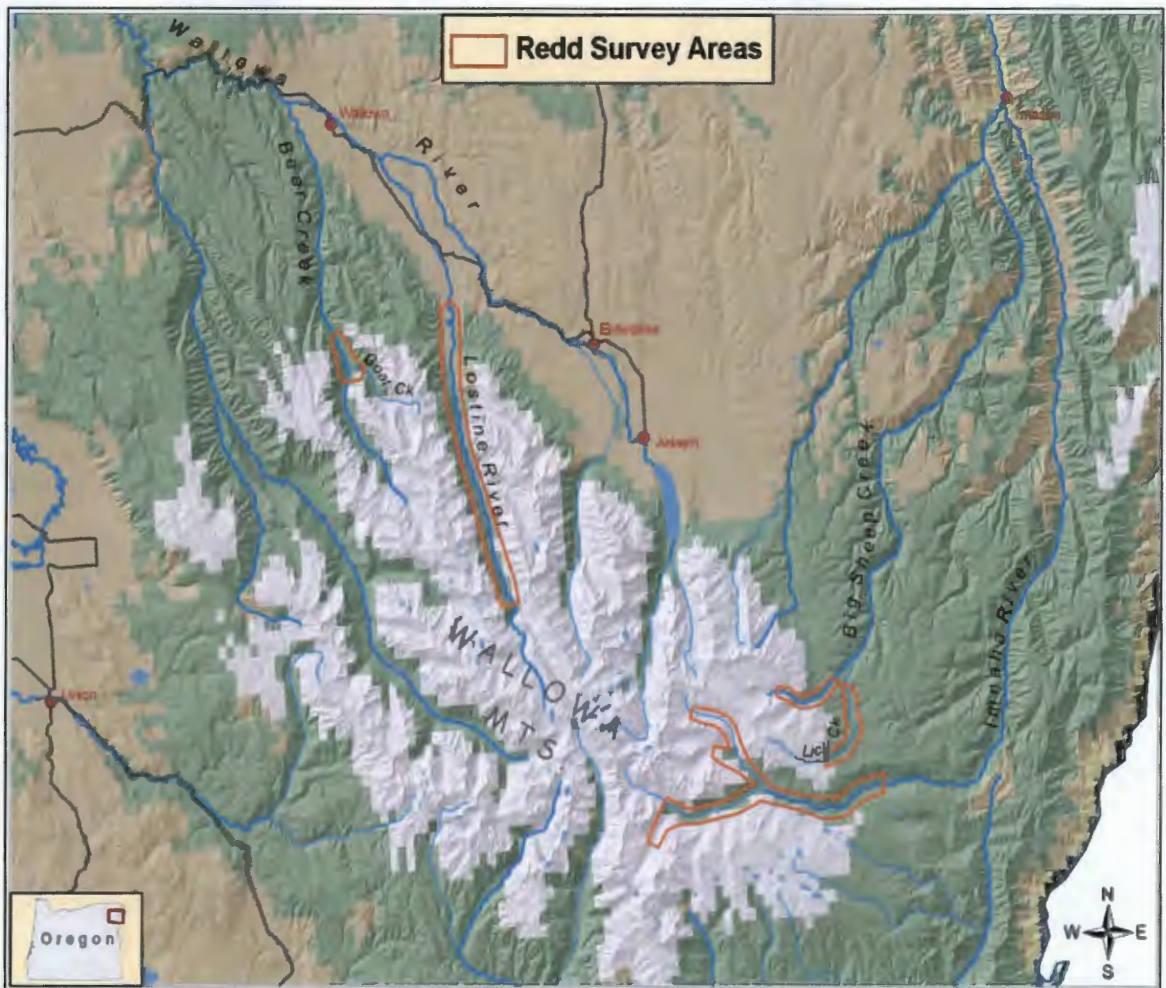 Redd Survey Areas
Wallowa
River
Wallowa
Imnaha
Bear Creek
Enterprise
Goat Ck
Lostine River
Joseph
Big Sheep Creek
Imnaha River
WALLOWA
MTS
Union
Lick Ck
Oregon
N
W
E
S